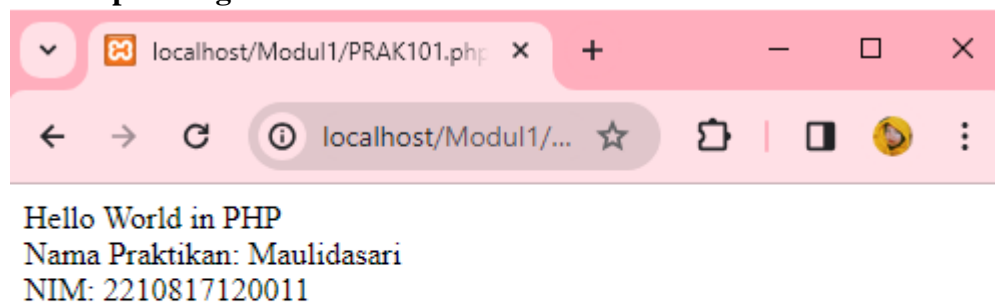 localhost/Modul1/PRAK101.php
localhost/Modul1/...
Hello World in PHP
Nama Praktikan: Maulidasari
NIM: 2210817120011